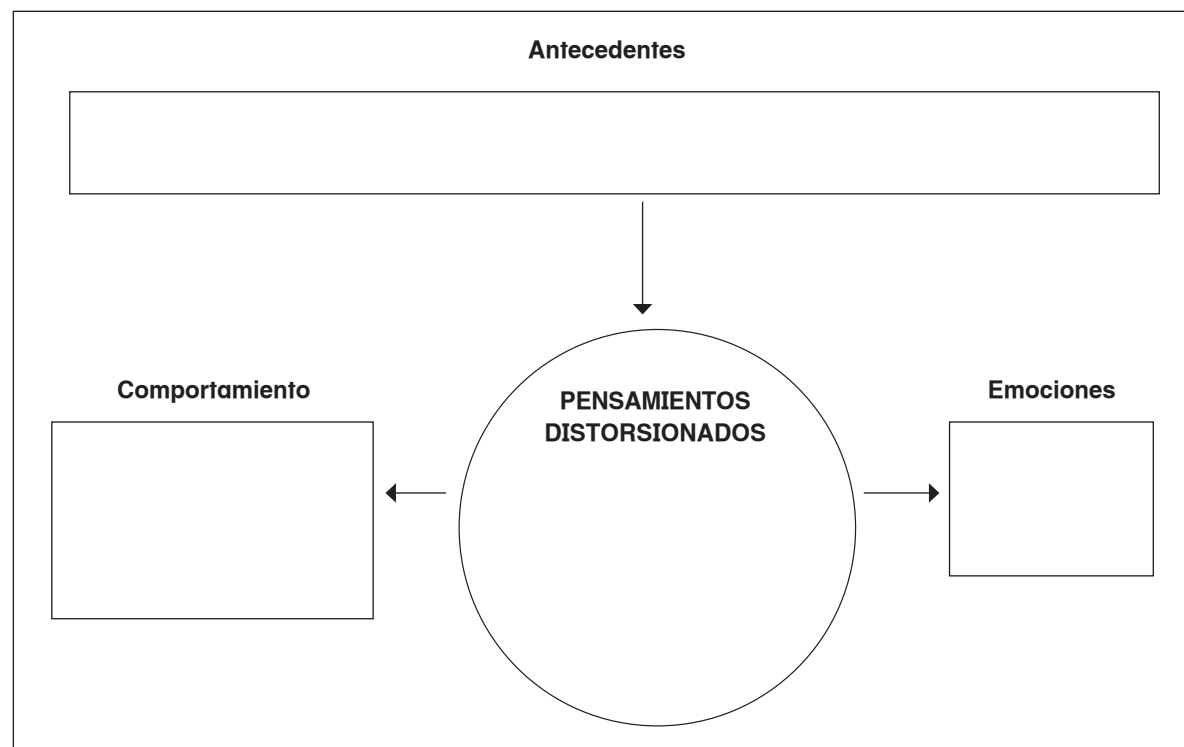 Antecedentes
Comportamiento
PENSAMIENTOS
DISTORSIONADOS
Emociones